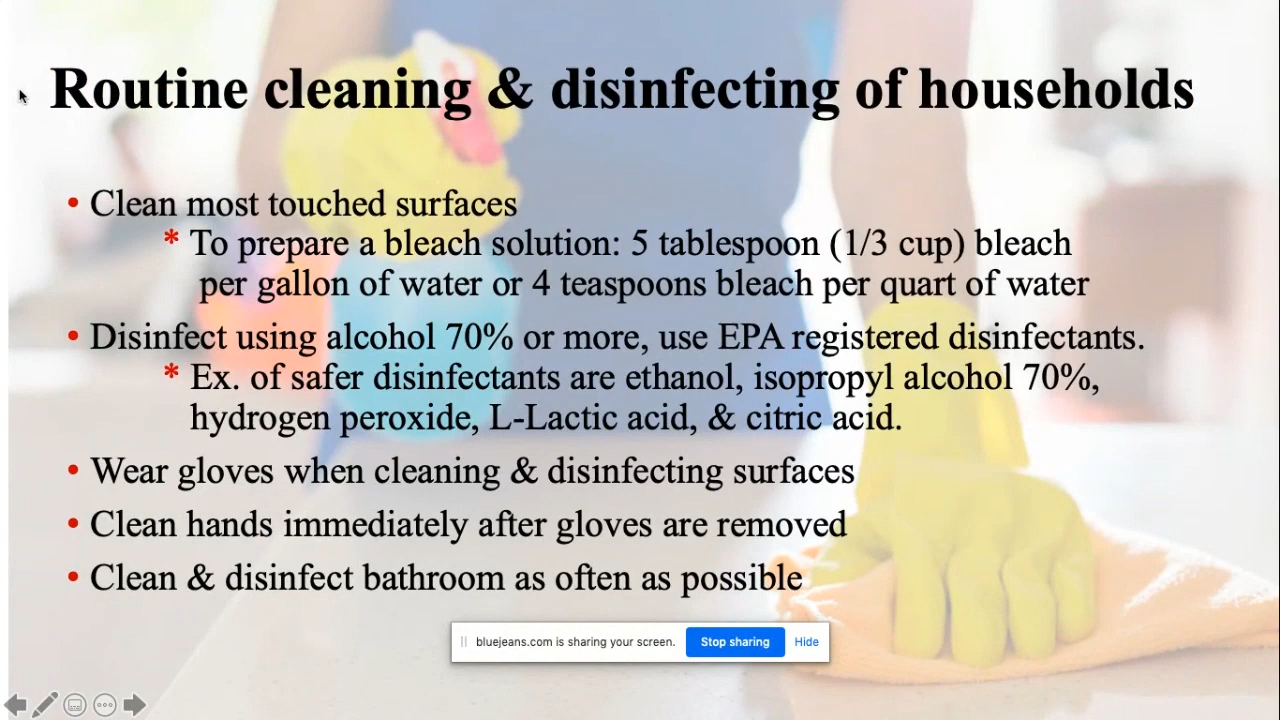 Routine cleaning & disinfecting of households
• Clean most touched surfaces
* To prepare a bleach solution: 5 tablespoon (1/3 cup) bleach
per gallon of water or 4 teaspoons bleach per quart of water
• Disinfect using alcohol 70% or more, use EPA registered disinfectants.
* Ex. of safer disinfectants are ethanol, isopropyl alcohol 70%,
hydrogen peroxide, L-Lactic acid, & citric acid.
• Wear gloves when cleaning & disinfecting surfaces
• Clean hands immediately after gloves are removed
• Clean & disinfect bathroom as often as possible
bluejeans.com is sharing your screen. Stop sharing Hide